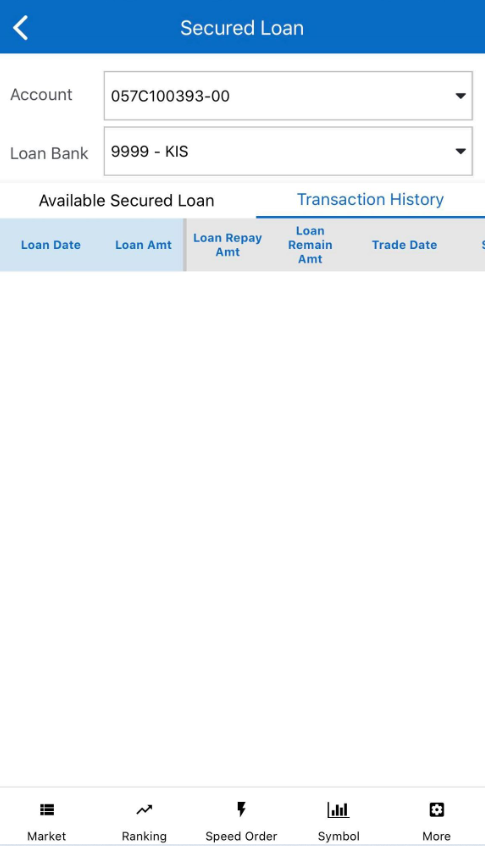 Secured Loan
Account
057C100393-00
Loan Bank
9999 - KIS
Available Secured Loan
Transaction History
Loan Date
Loan Amt
Loan Repay
Amt
Loan
Remain
Amt
Trade Date
Market
Ranking
Speed Order
Symbol
More